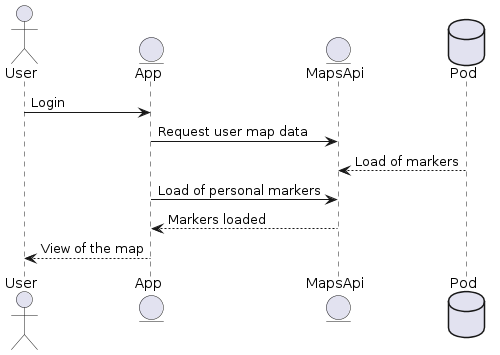 User
App
MapsApi
Pod
Login
Request user map data
Load of markers
Load of personal markers
Markers loaded
View of the map
User
App
MapsApi
Pod